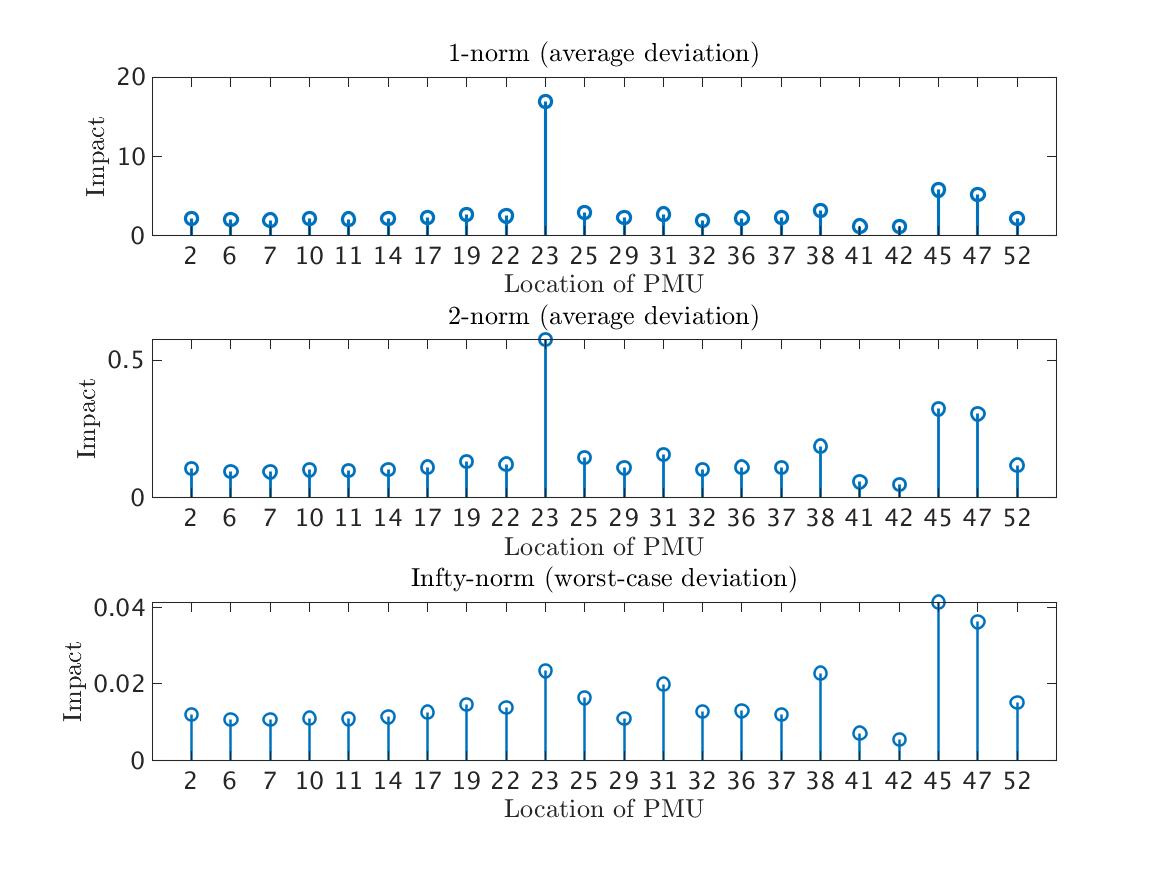 1-norm (average deviation)
20
10
0
Impact
2 6 7 10 11 14 17 19 22 23 25 29 31 32 36 37 38 41 42 45 47 52
Location of PMU
2-norm (average deviation)
0.5
0
Impact
2 6 7 10 11 14 17 19 22 23 25 29 31 32 36 37 38 41 42 45 47 52
Location of PMU
Infty-norm (worst-case deviation)
0.04
0.02
0
Impact
2 6 7 10 11 14 17 19 22 23 25 29 31 32 36 37 38 41 42 45 47 52
Location of PMU